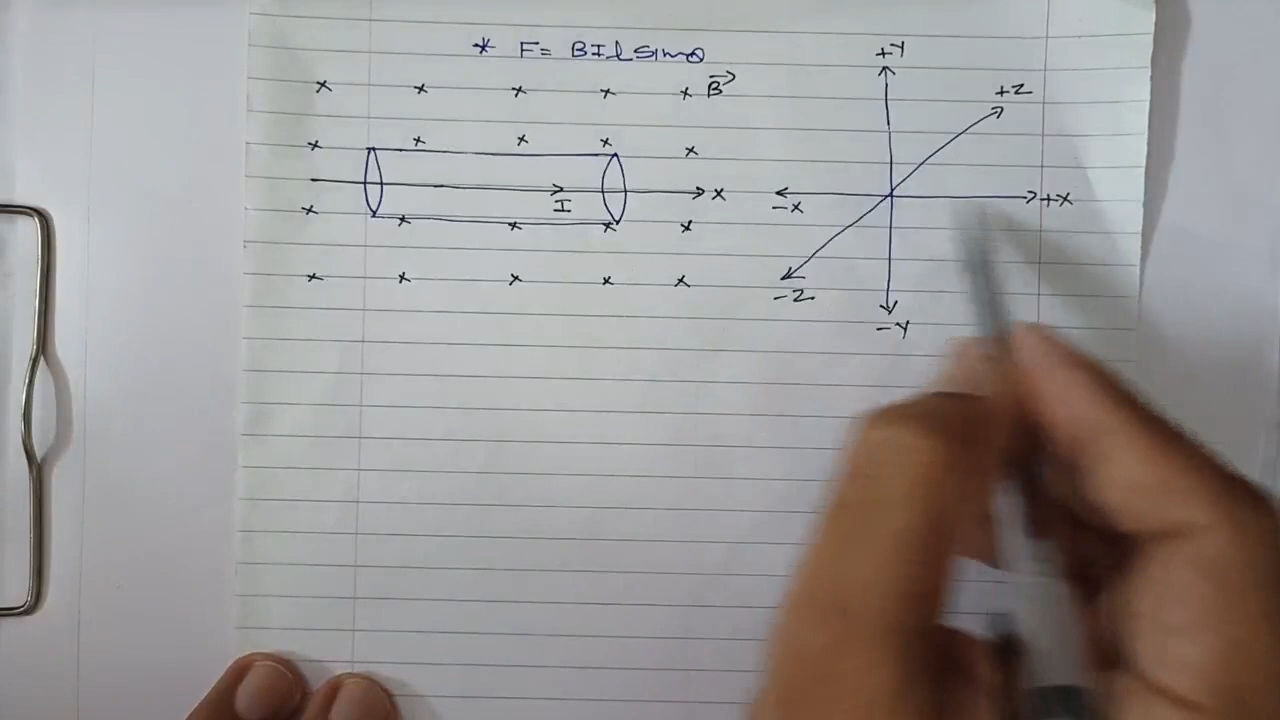 * F= BIl sinθ
x x x x x B
x x x x x
I x
x x x x x
x x x x x
+Y
+Z
-X +X
-Z
-Y